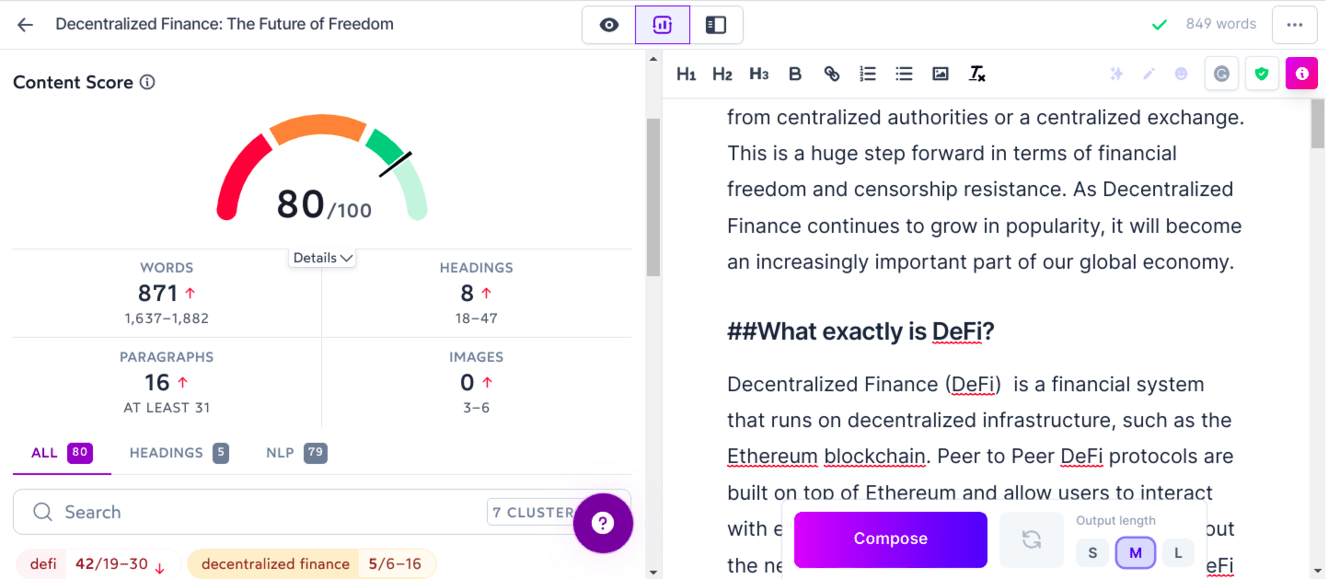 Decentralized Finance: The Future of Freedom
849 words
Content Score
80/100
Details
WORDS
871
1,637–1,882
HEADINGS
8
18–47
PARAGRAPHS
16
AT LEAST 31
IMAGES
0
3–6
ALL 80
HEADINGS 5
NLP 79
Search
7 CLUSTER
?
defi 42/19–30
decentralized finance 5/6–16
H1 H2 H3 B
from centralized authorities or a centralized exchange.
This is a huge step forward in terms of financial
freedom and censorship resistance. As Decentralized
Finance continues to grow in popularity, it will become
an increasingly important part of our global economy.
##What exactly is DeFi?
Decentralized Finance (DeFi)  is a financial system
that runs on decentralized infrastructure, such as the
Ethereum blockchain. Peer to Peer DeFi protocols are
built on top of Ethereum and allow users to interact
with
out
the
eFi
Compose
Output length
S M L